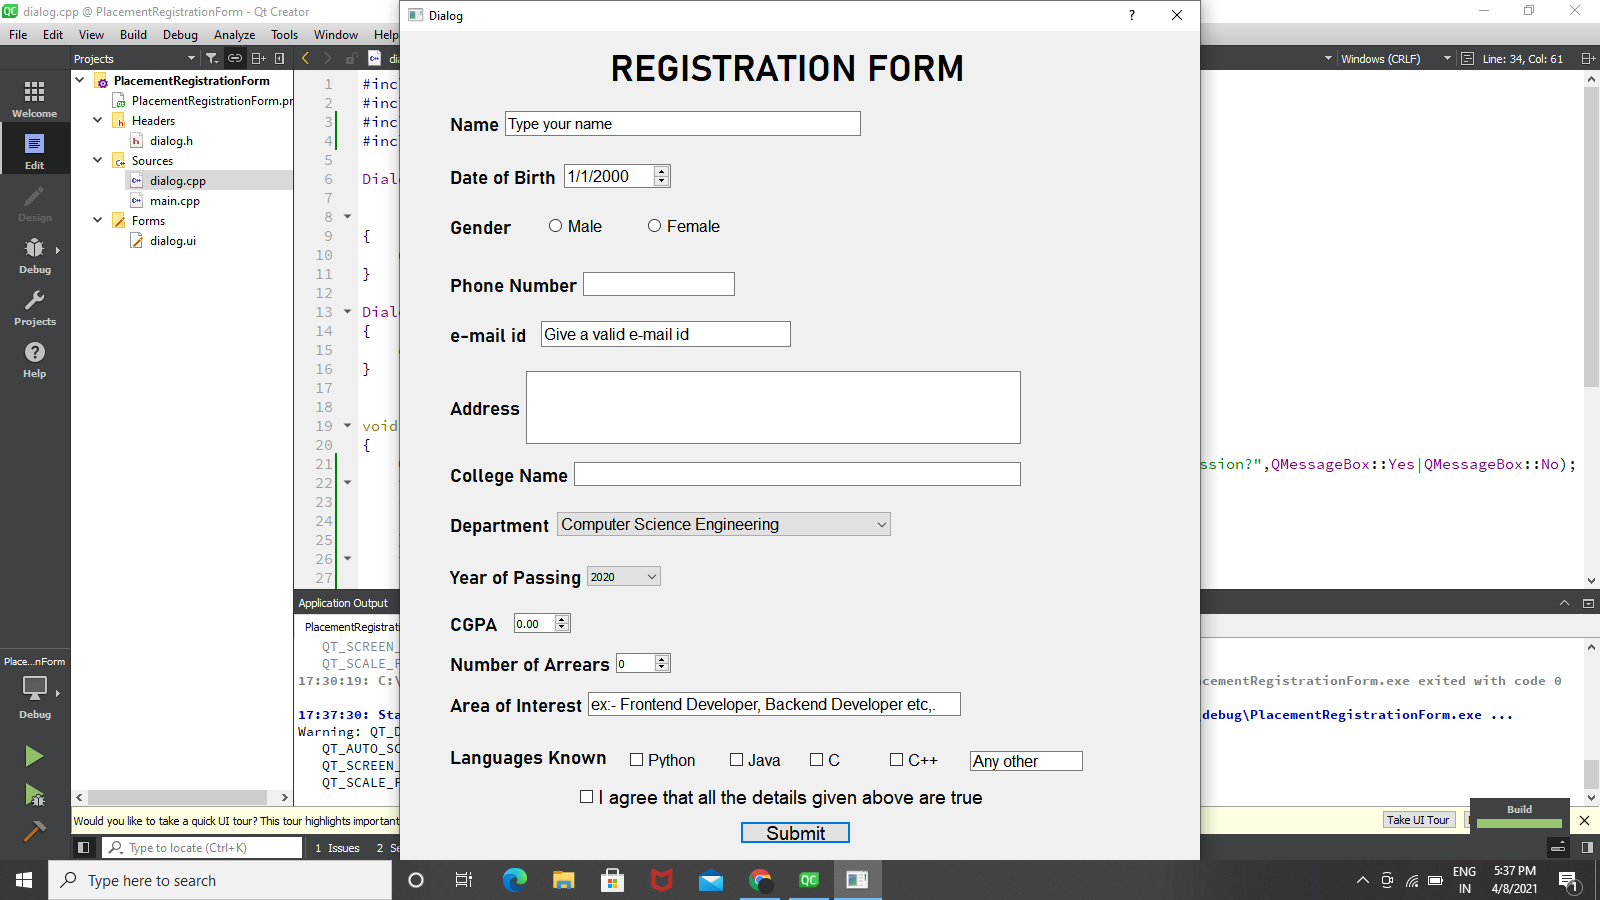 dialog.cpp @ PlacementRegistrationForm - Qt Creator
File Edit View Build Debug Analyze Tools Window Help
Projects
PlacementRegistrationForm
PlacementRegistrationForm.pr
Headers
dialog.h
Sources
dialog.cpp
main.cpp
Forms
dialog.ui
Welcome
Edit
Design
Debug
Projects
Help
Place...nForm
Debug
1 #incl
2 #incl
3 #incl
4 #incl
5
6 Dial
7
8
9 {
10
11 }
12
13 Dial
14 {
15
16 }
17
18
19 void
20 {
21
22
23
24
25
26
27
Windows (CRLF)
Line: 34, Col: 61
ssion?",QMessageBox::Yes|QMessageBox::No);
Dialog
?
REGISTRATION FORM
Name Type your name
Date of Birth 1/1/2000
Gender Male Female
Phone Number
e-mail id Give a valid e-mail id
Address
College Name
Department Computer Science Engineering
Year of Passing 2020
CGPA 0.00
Number of Arrears 0
Area of Interest ex:- Frontend Developer, Backend Developer etc,.
Languages Known Python Java C C++ Any other
I agree that all the details given above are true
Submit
Application Output
PlacementRegistrati
QT_SCREEN_
QT_SCALE_F
17:30:19: C:\
cementRegistrationForm.exe exited with code 0
17:37:30: Sta
debug\PlacementRegistrationForm.exe ...
Warning: QT_D
QT_AUTO_SC
QT_SCREEN_
QT_SCALE_F
Would you like to take a quick UI tour? This tour highlights important
Take UI Tour
Build
Type to locate (Ctrl+K)
1 Issues
2 Se
Type here to search
ENG
IN
5:37 PM
4/8/2021
1